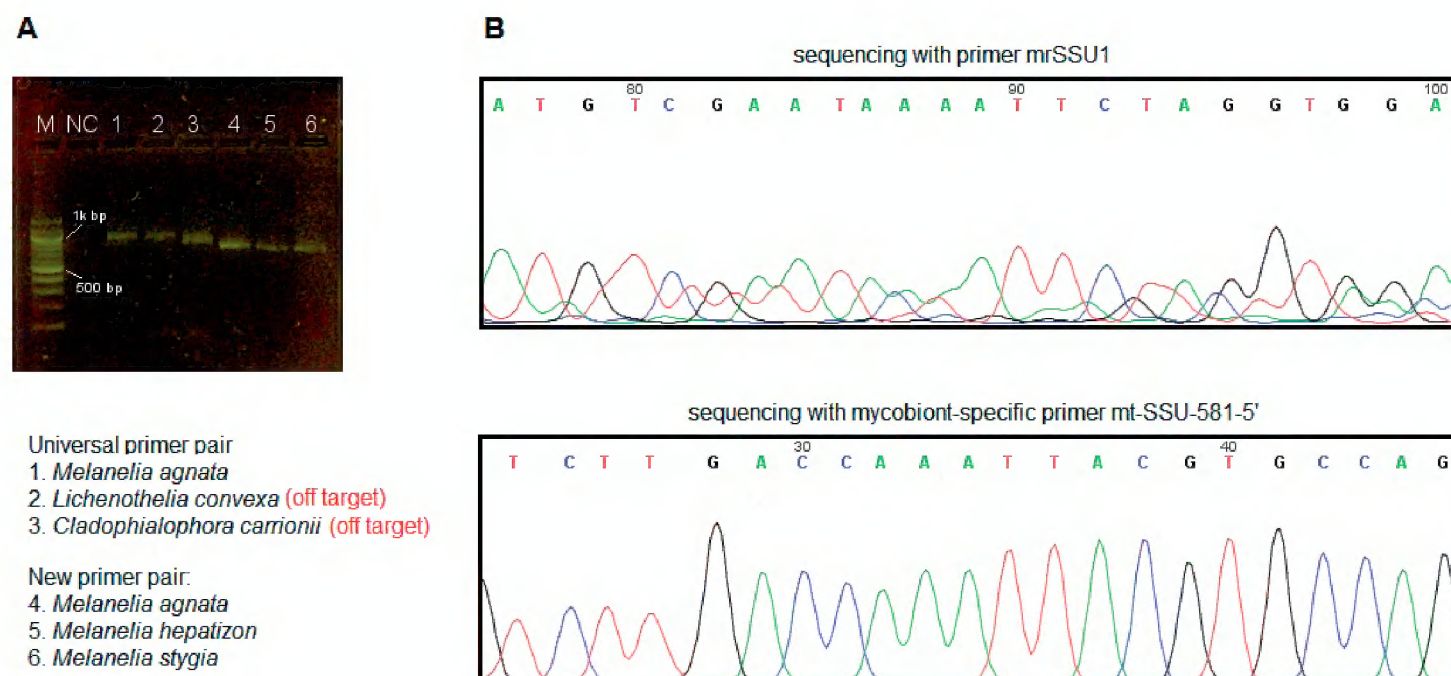 A
M NC 1 2 3 4 5 6
1k bp
500 bp
Universal primer pair
1. Melanelia agnata
2. Lichenothelia convexa (off target)
3. Cladophialophora carrionii (off target)
New primer pair:
4. Melanelia agnata
5. Melanelia hepatizon
6. Melanelia stygia
B
sequencing with primer mrSSU1
80 90 100
A T G T C G A A T A A A A T T C T A G G T G G A
sequencing with mycobiont-specific primer mt-SSU-581-5'
30 40
T C T T G A C C A A A T T A C G T G C C A G